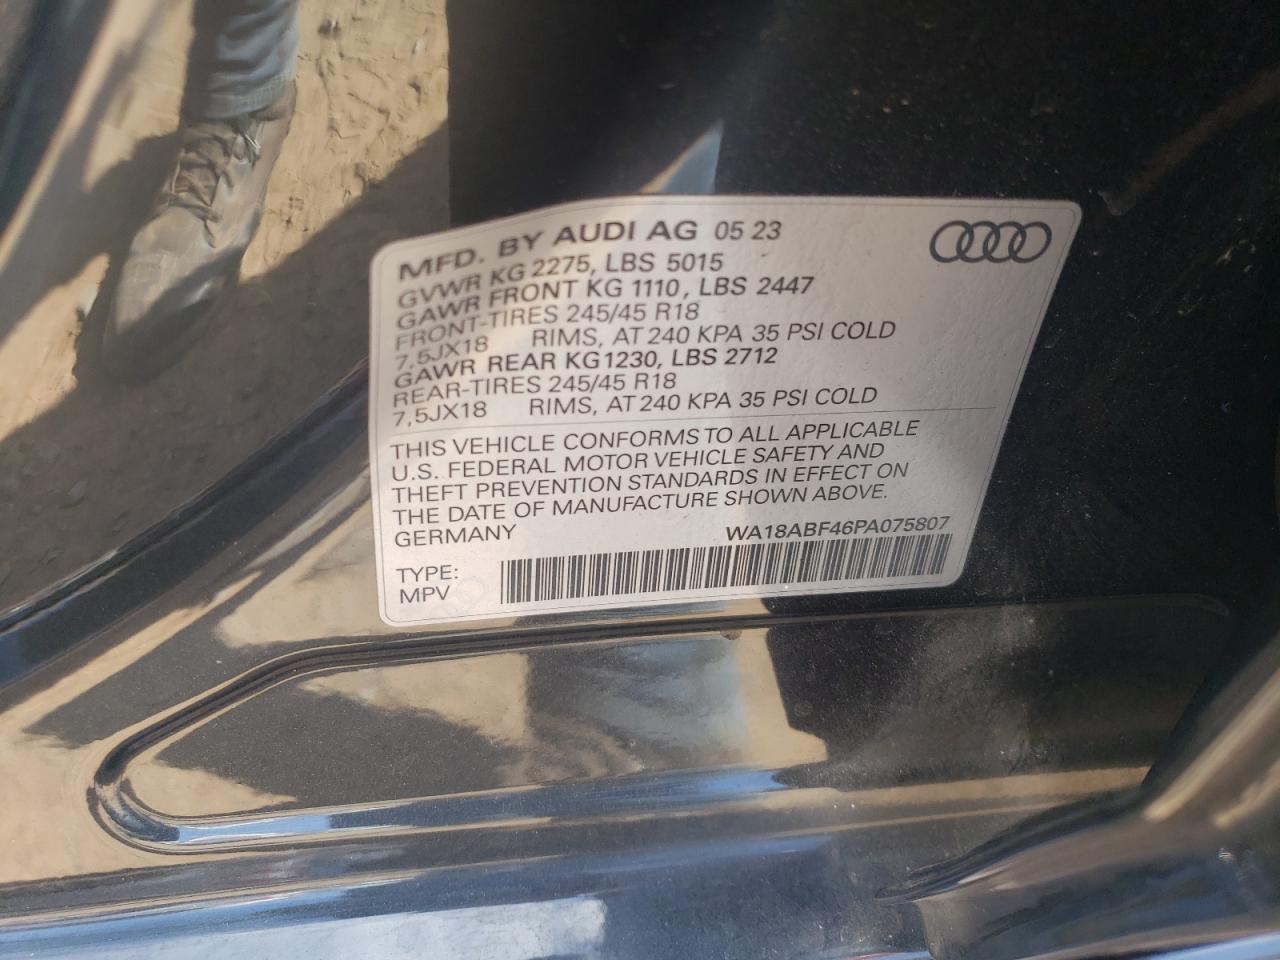 MFD. BY AUDI AG 05 23
GVWR KG 2275, LBS 5015
GAWR FRONT KG 1110, LBS 2447
FRONT-TIRES 245/45 R18
7,5JX18 RIMS, AT 240 KPA 35 PSI COLD
GAWR REAR KG1230, LBS 2712
REAR-TIRES 245/45 R18
7,5JX18 RIMS, AT 240 KPA 35 PSI COLD
THIS VEHICLE CONFORMS TO ALL APPLICABLE
U.S. FEDERAL MOTOR VEHICLE SAFETY AND
THEFT PREVENTION STANDARDS IN EFFECT ON
THE DATE OF MANUFACTURE SHOWN ABOVE.
GERMANY WA18ABF46PA075807
TYPE:
MPV